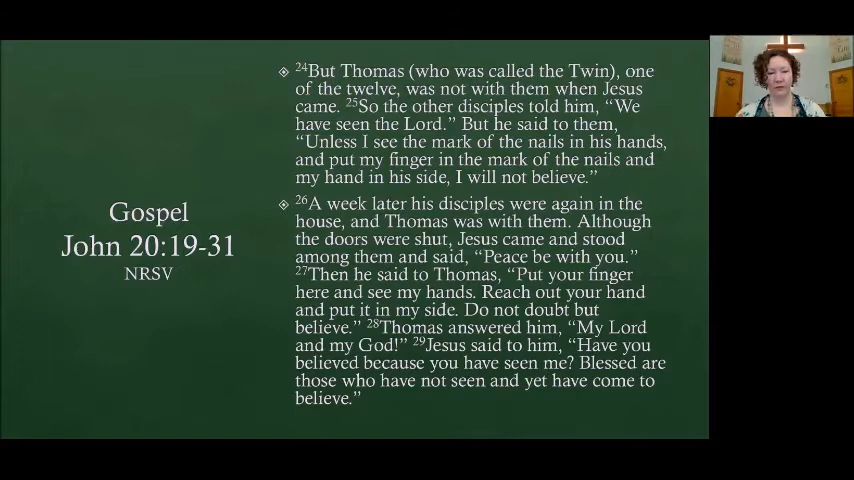 Gospel
John 20:19-31
NRSV
24But Thomas (who was called the Twin), one
of the twelve, was not with them when Jesus
came. 25So the other disciples told him, “We
have seen the Lord.” But he said to them,
“Unless I see the mark of the nails in his hands,
and put my finger in the mark of the nails and
my hand in his side, I will not believe.”
26A week later his disciples were again in the
house, and Thomas was with them. Although
the doors were shut, Jesus came and stood
among them and said, “Peace be with you.”
27Then he said to Thomas, “Put your finger
here and see my hands. Reach out your hand
and put it in my side. Do not doubt but
believe.” 28Thomas answered him, “My Lord
and my God!” 29Jesus said to him, “Have you
believed because you have seen me? Blessed are
those who have not seen and yet have come to
believe.”